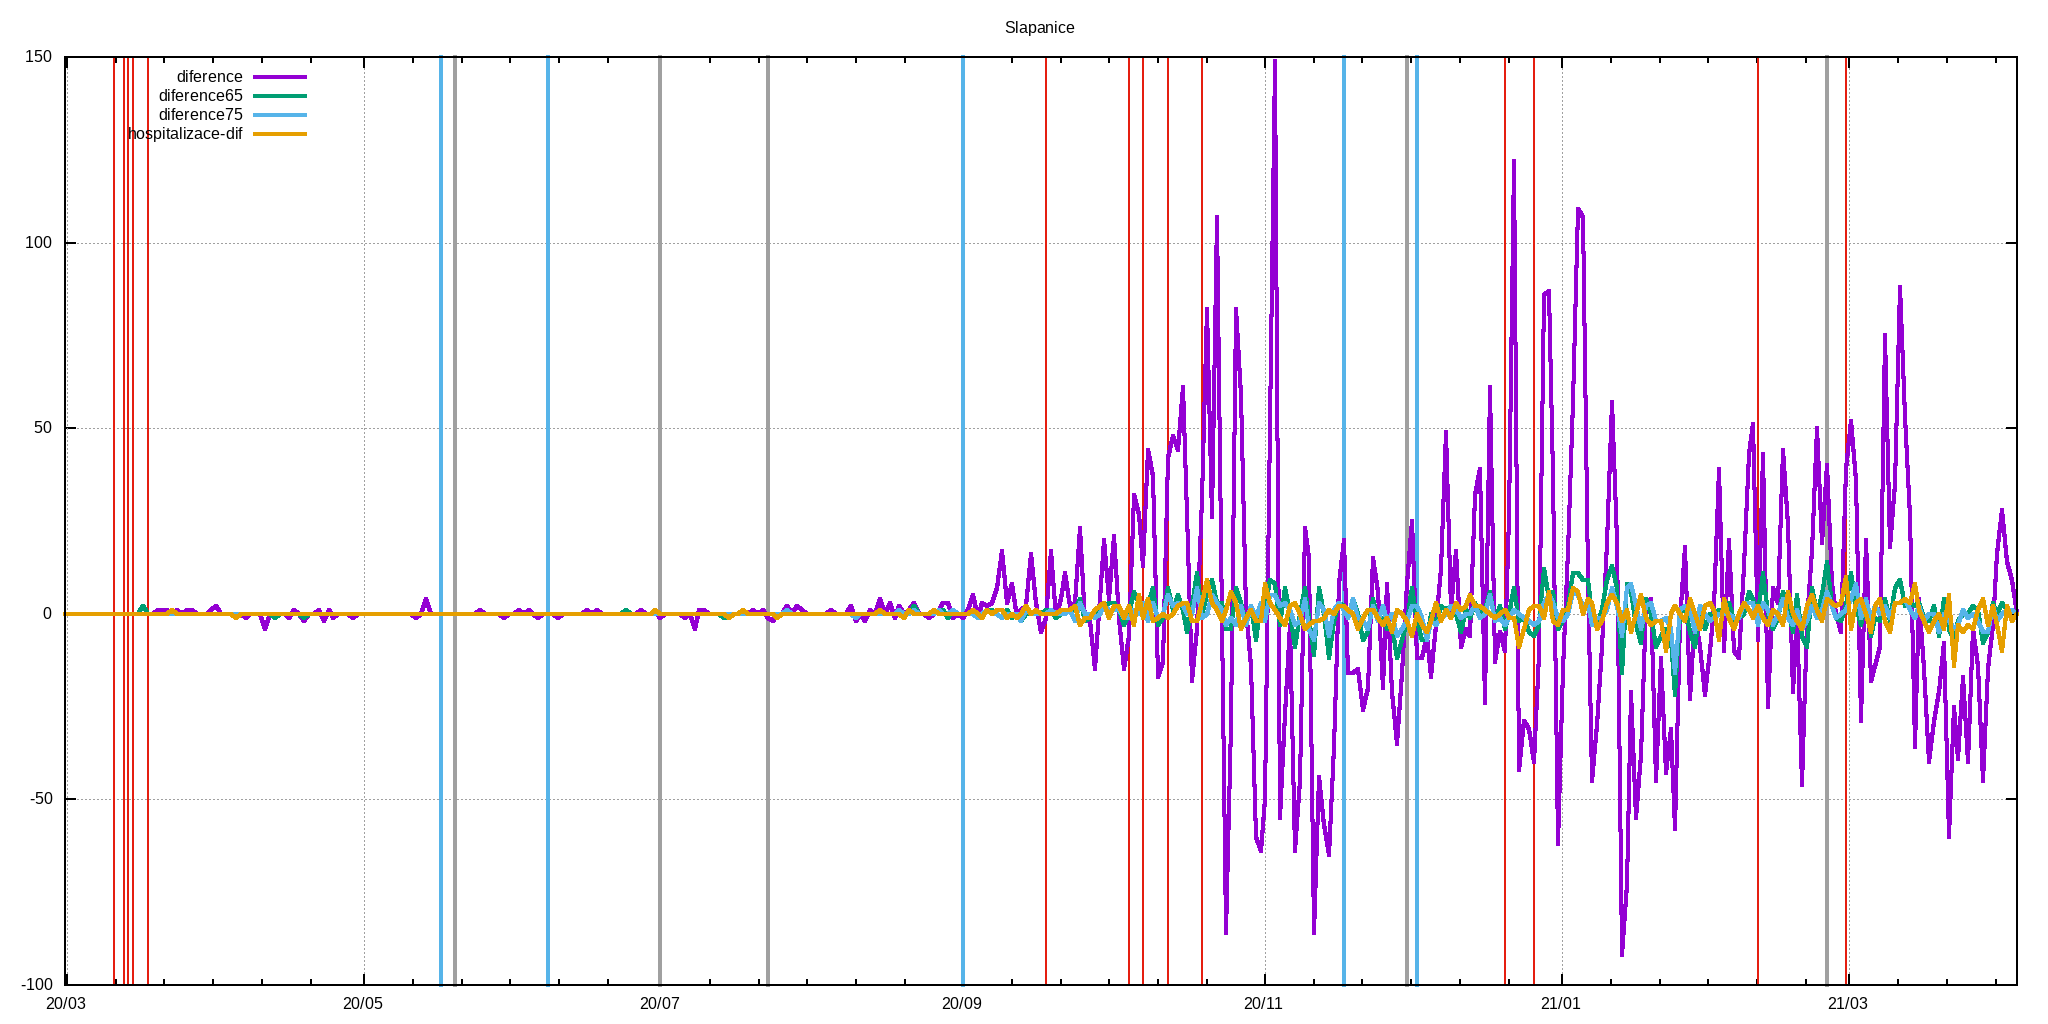 Slapanice
150
diference
diference65
diference75
hospitalizace-dif
100
50
0
-50
-100
20/03 20/05 20/07 20/09 20/11 21/01 21/03